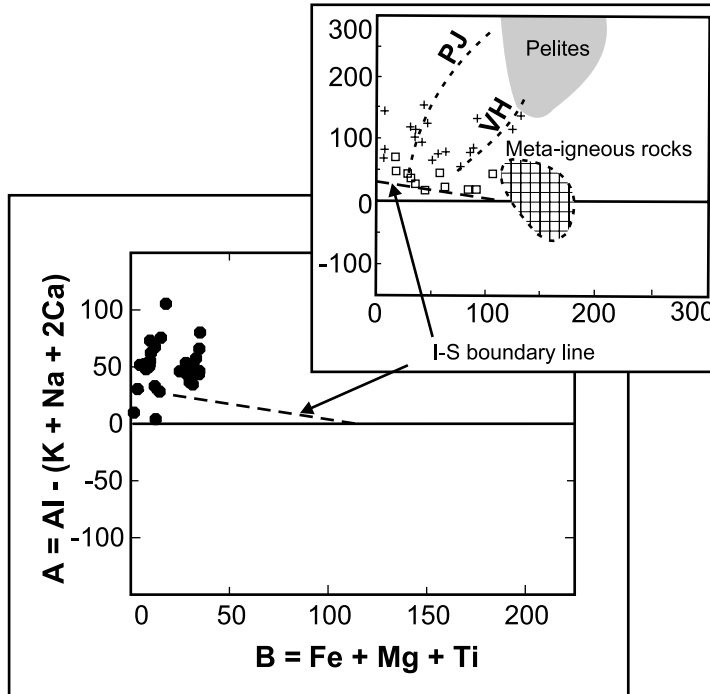 300
200
100
0
-100
0
100
200
300
PJ
VH
Pelites
Meta-igneous rocks
I-S boundary line
100
50
0
-50
-100
0
50
100
150
200
A = Al - (K + Na + 2Ca)
B = Fe + Mg + Ti